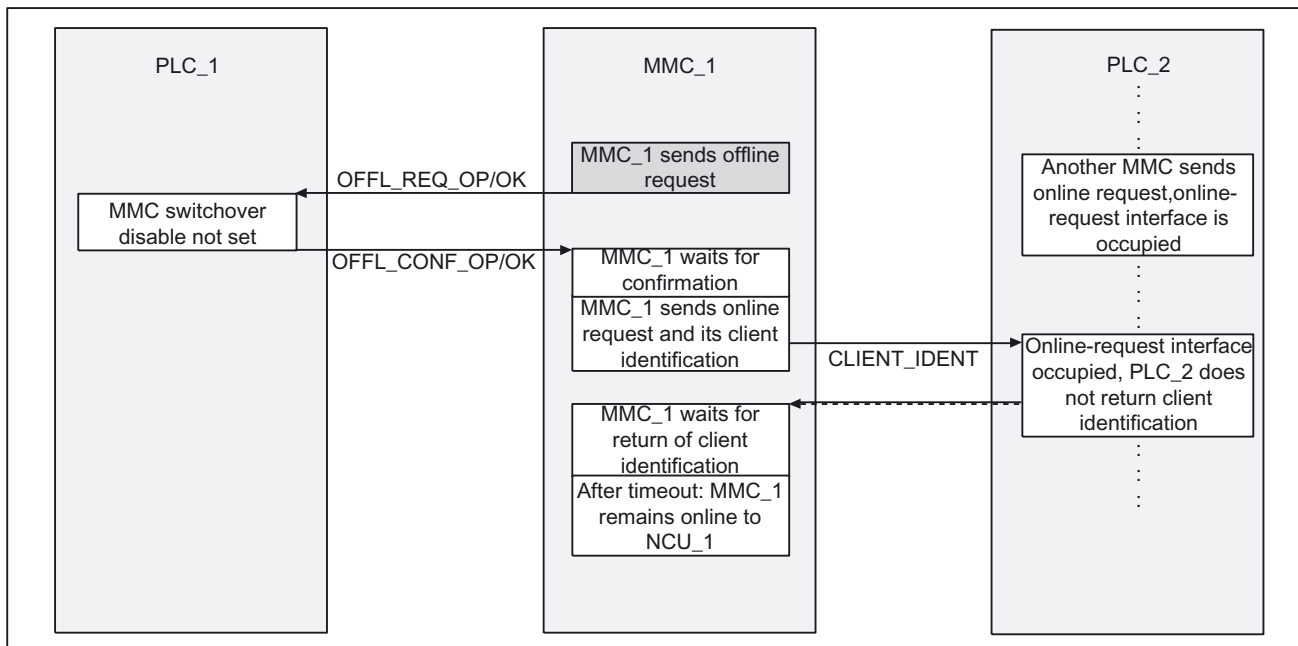 PLC_1
MMC_1
PLC_2
MMC_1 sends offline
request
OFFL_REQ_OP/OK
MMC switchover
disable not set
OFFL_CONF_OP/OK
Another MMC sends
online request,online-
request interface is
occupied
MMC_1 waits for
confirmation
MMC_1 sends online
request and its client
identification
CLIENT_IDENT
Online-request interface
occupied, PLC_2 does
not return client
identification
MMC_1 waits for
return of client
identification
After timeout: MMC_1
remains online to
NCU_1